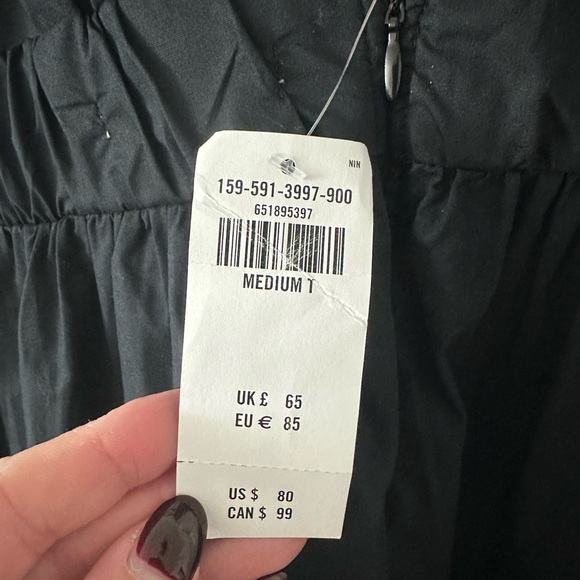 NIN
159-591-3997-900
651895397
MEDIUM T
UK £ 65
EU € 85
US $ 80
CAN $ 99